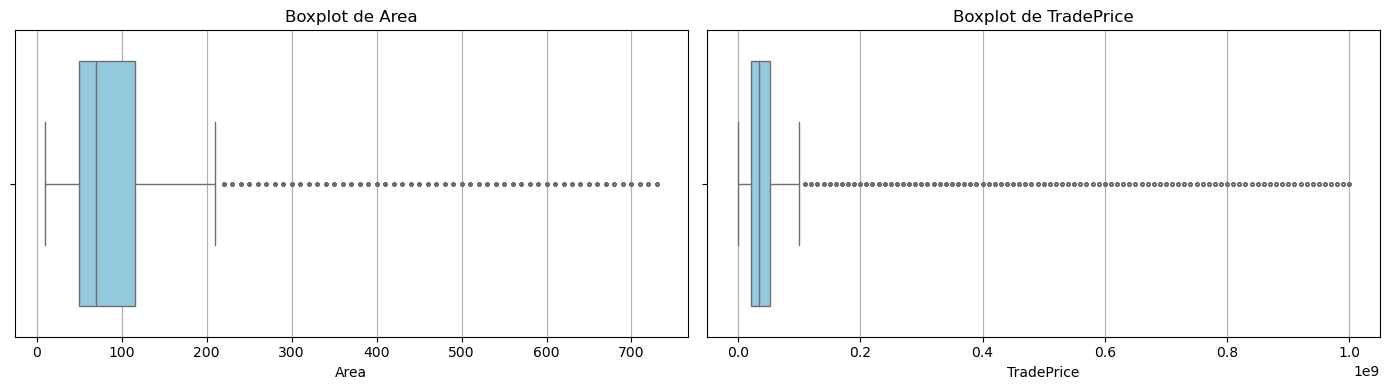 Boxplot de Area
0 100 200 300 400 500 600 700
Area
Boxplot de TradePrice
0.0 0.2 0.4 0.6 0.8 1.0
1e9
TradePrice